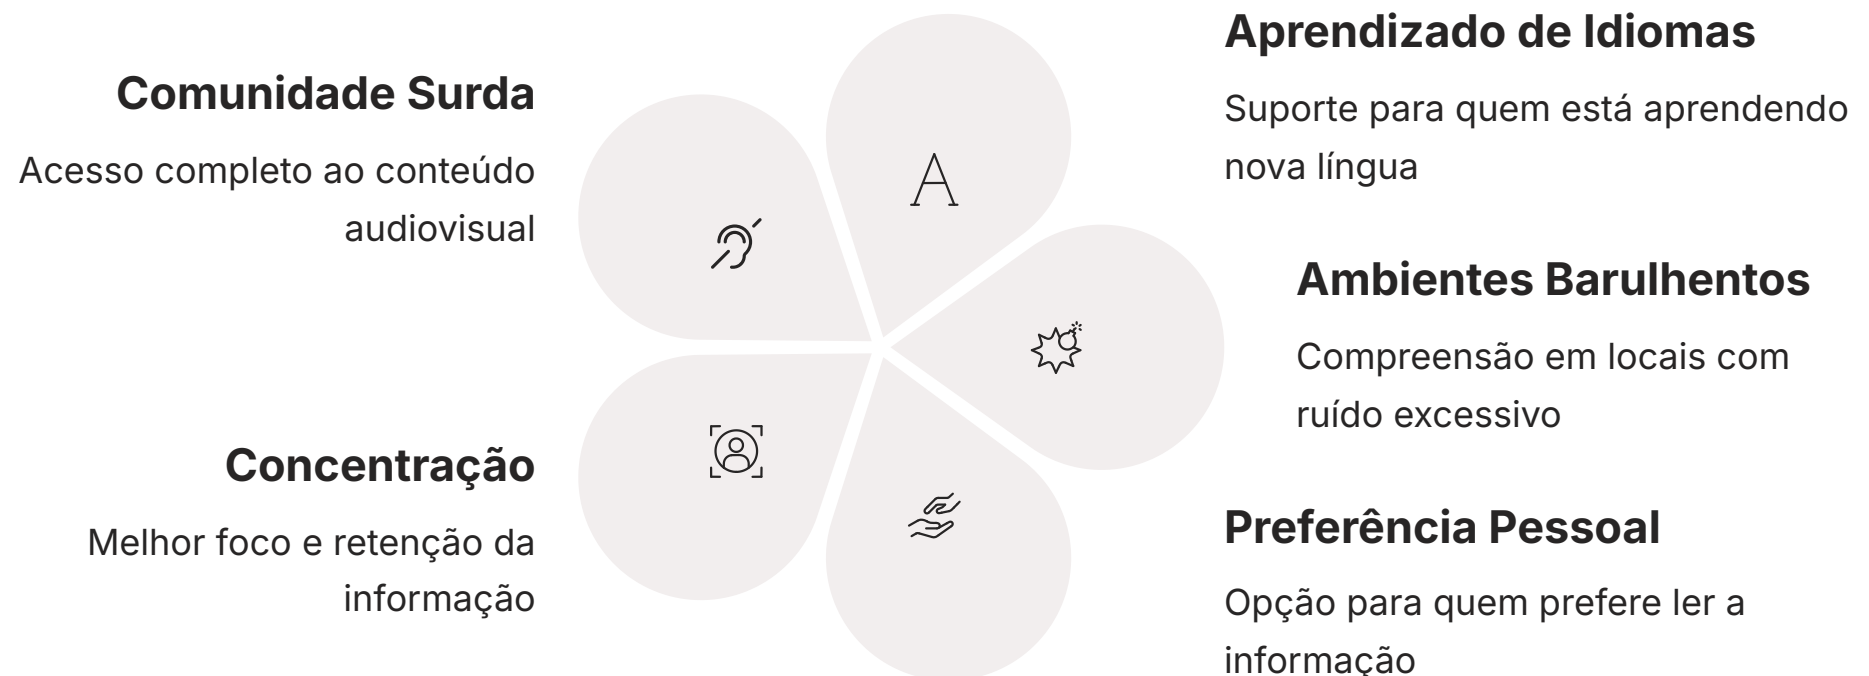 Comunidade Surda
Acesso completo ao conteúdo
audiovisual
Concentração
Melhor foco e retenção da
informação
A
Aprendizado de Idiomas
Suporte para quem está aprendendo
nova língua
Ambientes Barulhentos
Compreensão em locais com
ruído excessivo
Preferência Pessoal
Opção para quem prefere ler a
informação